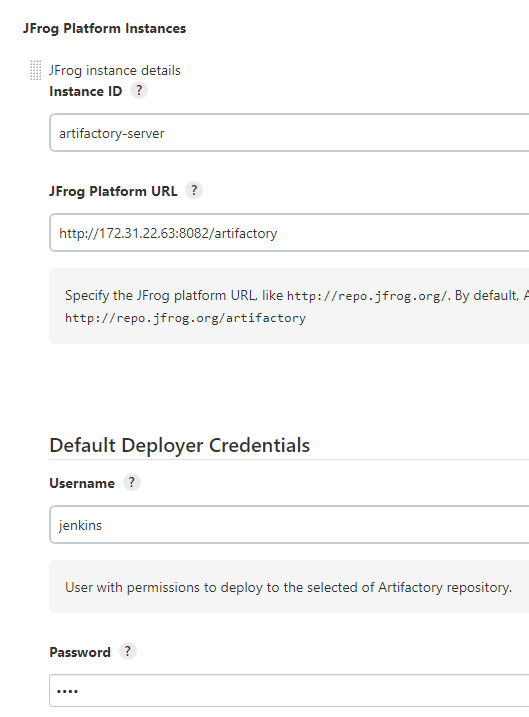 JFrog Platform Instances
JFrog instance details
Instance ID ?
artifactory-server
JFrog Platform URL ?
http://172.31.22.63:8082/artifactory
Specify the JFrog platform URL, like http://repo.jfrog.org/. By default, A
http://repo.jfrog.org/artifactory
Default Deployer Credentials
Username ?
jenkins
User with permissions to deploy to the selected of Artifactory repository.
Password ?
••••